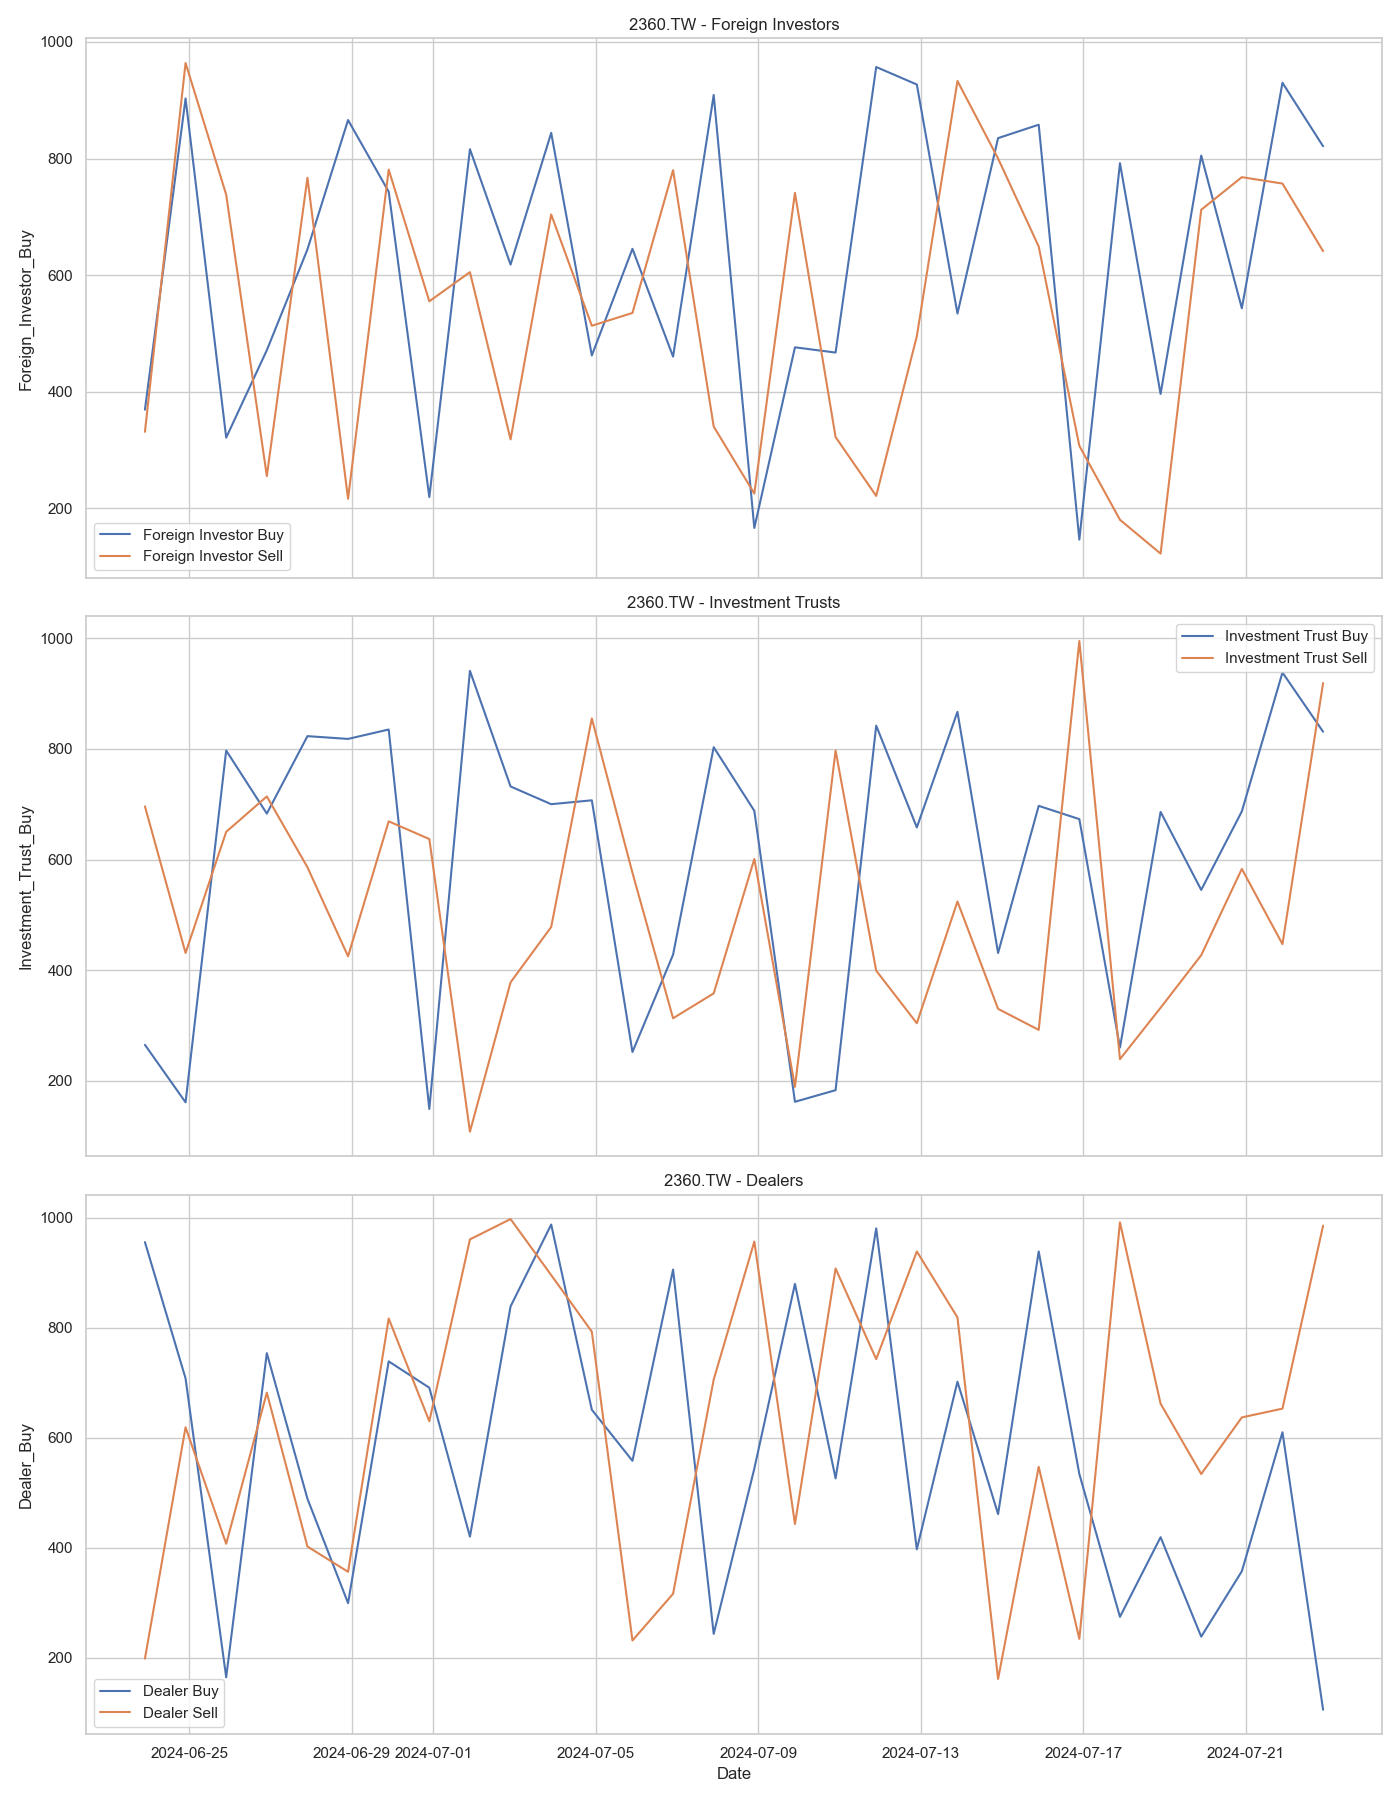 2360.TW - Foreign Investors
1000
800
600
400
200
Foreign_Investor_Buy
Foreign Investor Buy
Foreign Investor Sell
2360.TW - Investment Trusts
1000
800
600
400
200
Investment_Trust_Buy
Investment Trust Buy
Investment Trust Sell
2360.TW - Dealers
1000
800
600
400
200
Dealer_Buy
Dealer Buy
Dealer Sell
2024-06-25 2024-06-29 2024-07-01 2024-07-05 2024-07-09 2024-07-13 2024-07-17 2024-07-21
Date